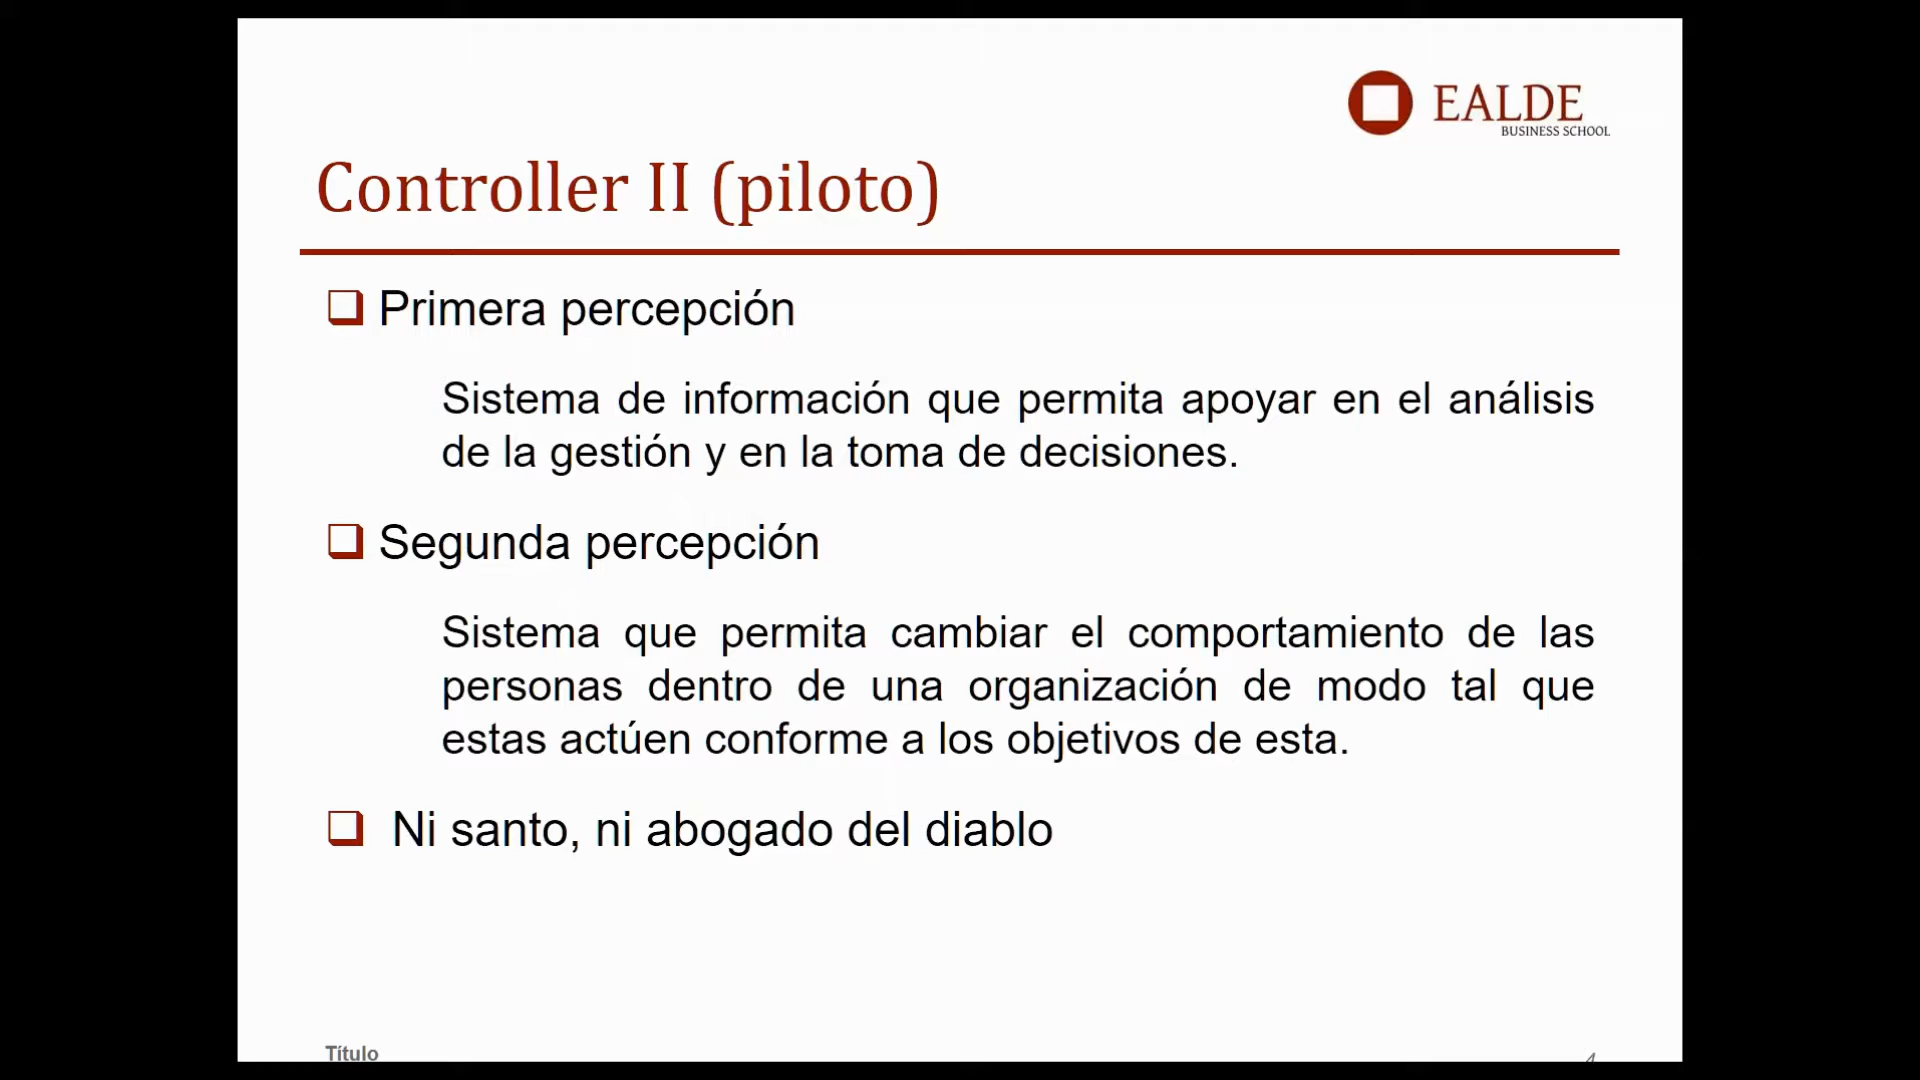 EALDE
BUSINESS SCHOOL
Controller II (piloto)
Primera percepción
Sistema de información que permita apoyar en el análisis
de la gestión y en la toma de decisiones.
Segunda percepción
Sistema que permita cambiar el comportamiento de las
personas dentro de una organización de modo tal que
estas actúen conforme a los objetivos de esta.
Ni santo, ni abogado del diablo
Título
4